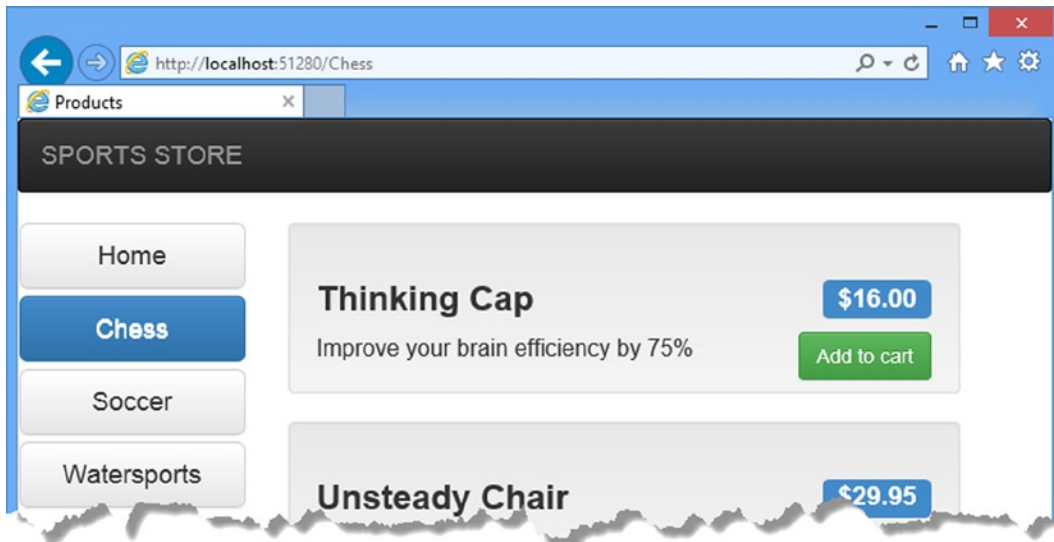 http://localhost:51280/Chess
Products
SPORTS STORE
Home
Chess
Soccer
Watersports
Thinking Cap
$16.00
Improve your brain efficiency by 75%
Add to cart
Unsteady Chair
$29.95